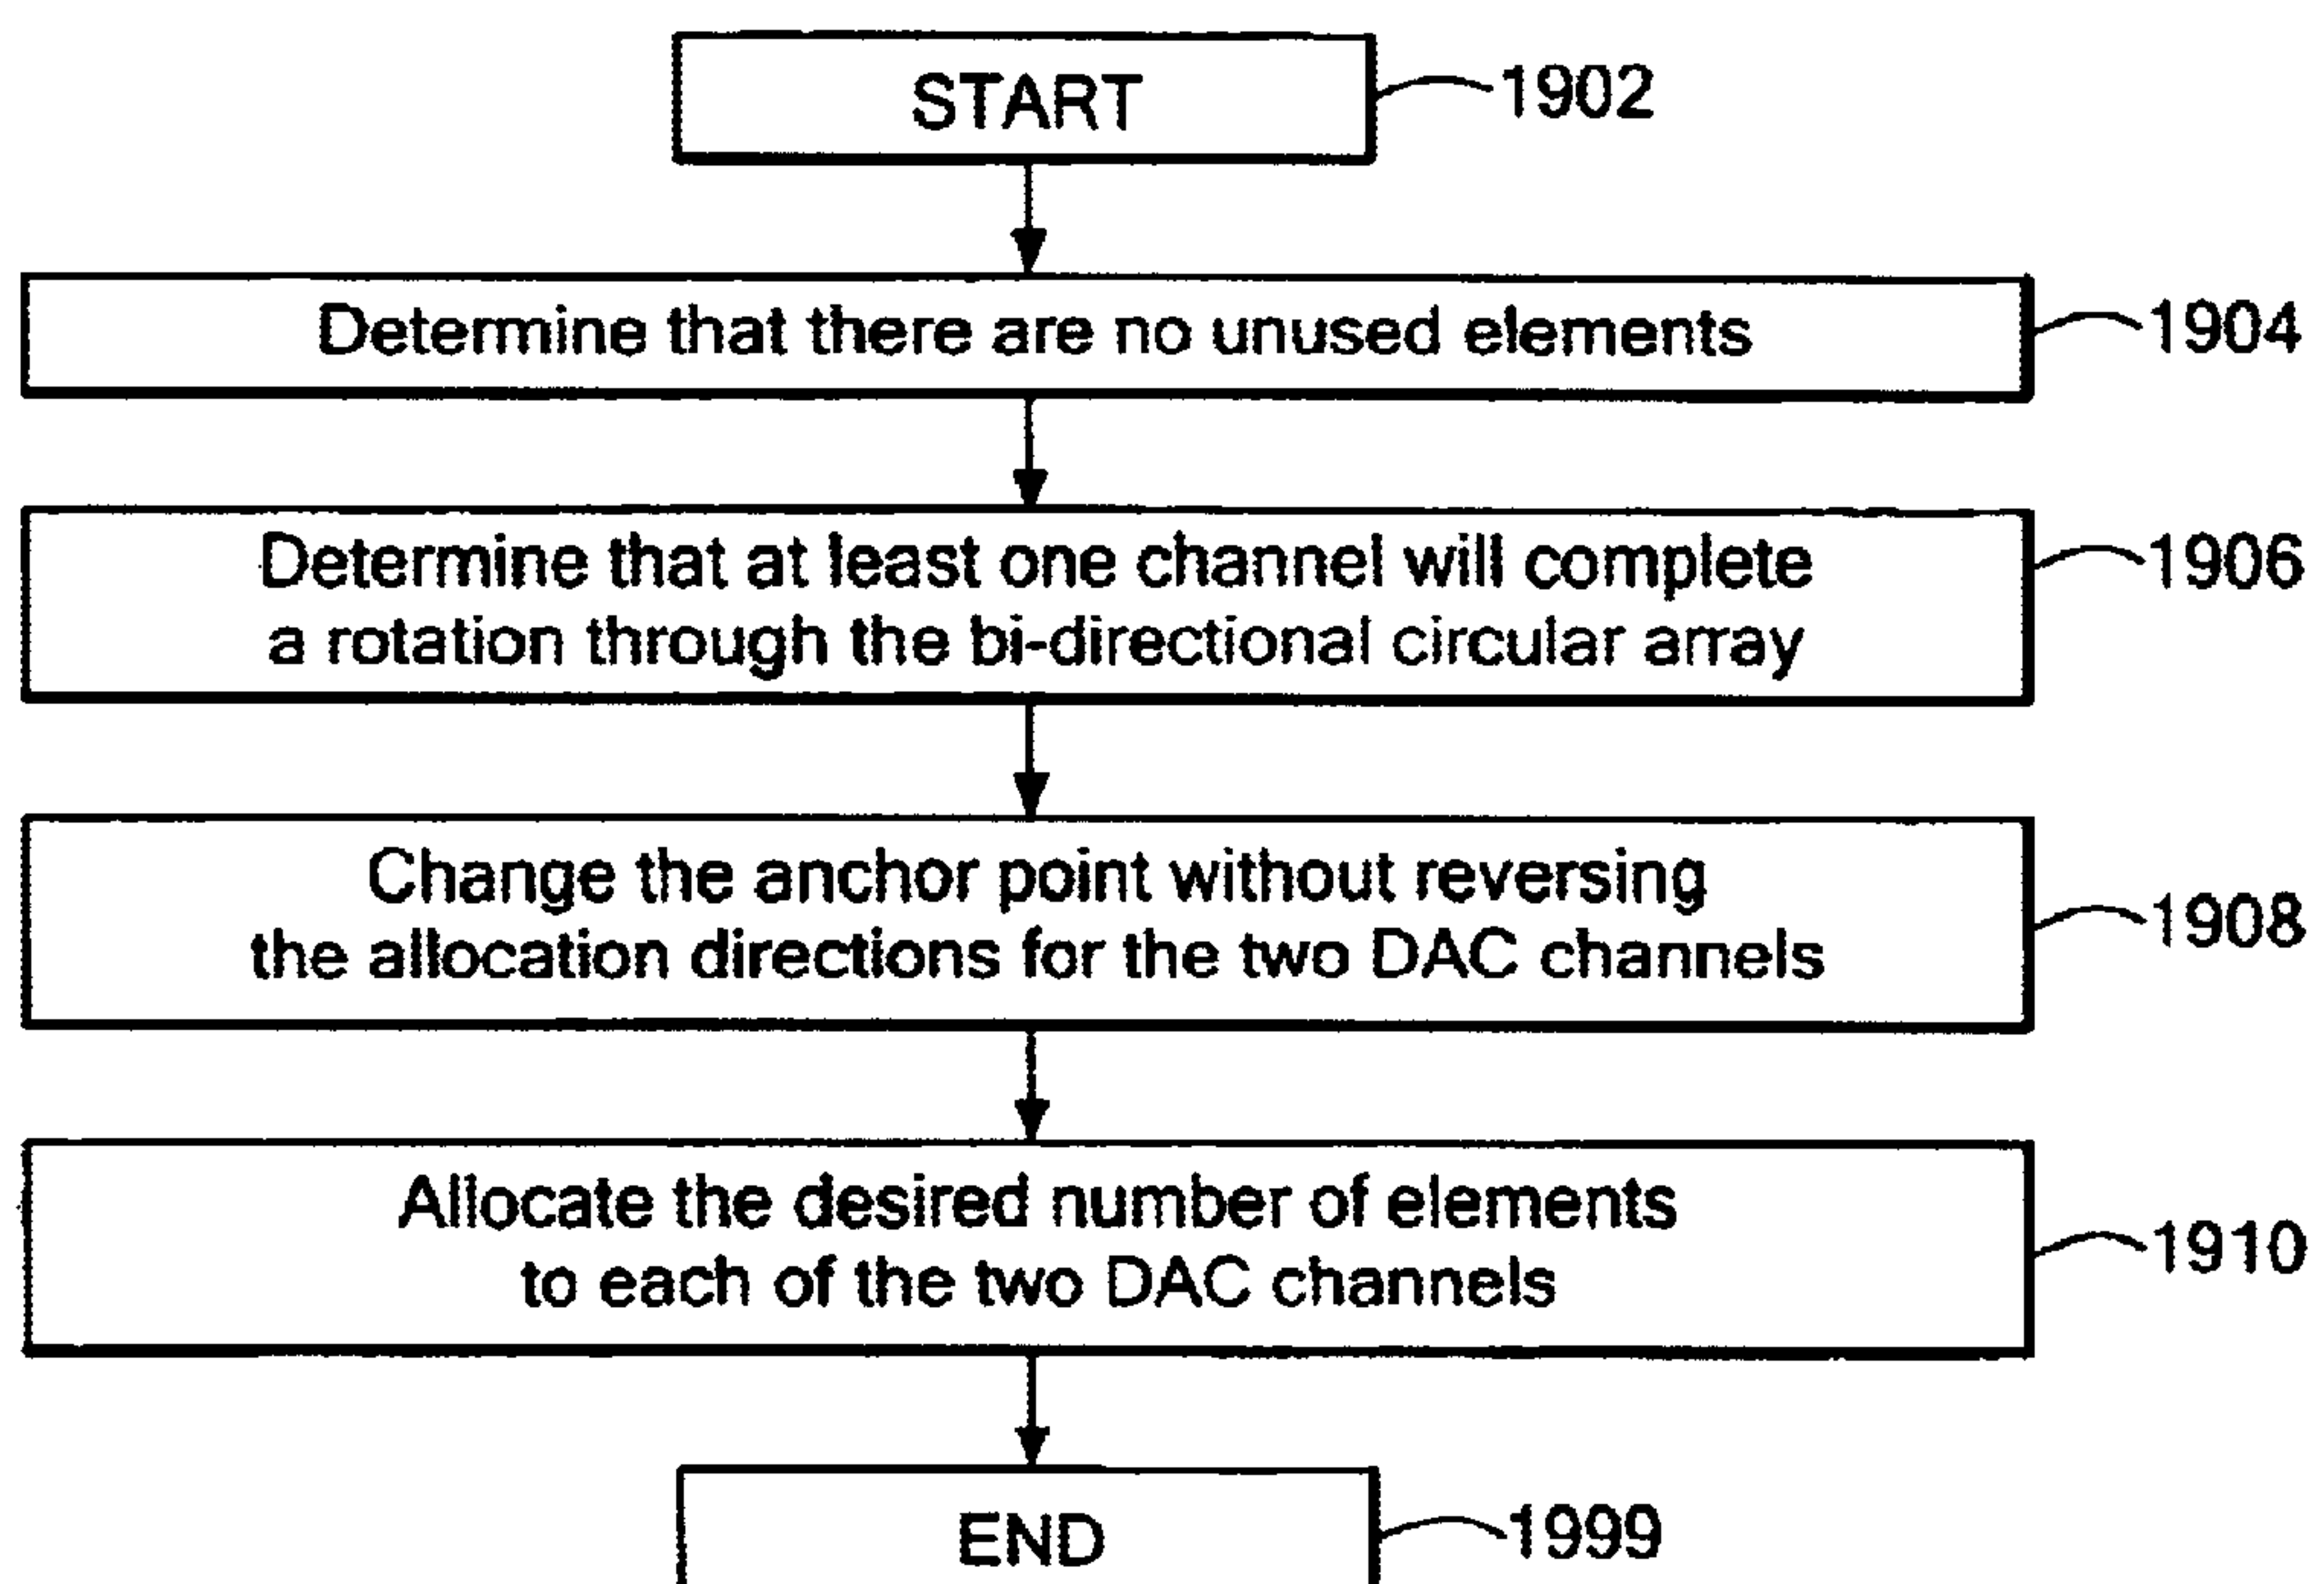 START
1902
Determine that there are no unused elements
1904
Determine that at least one channel will complete
a rotation through the bi-directional circular array
1906
Change the anchor point without reversing
the allocation directions for the two DAC channels
1908
Allocate the desired number of elements
to each of the two DAC channels
1910
END
1999